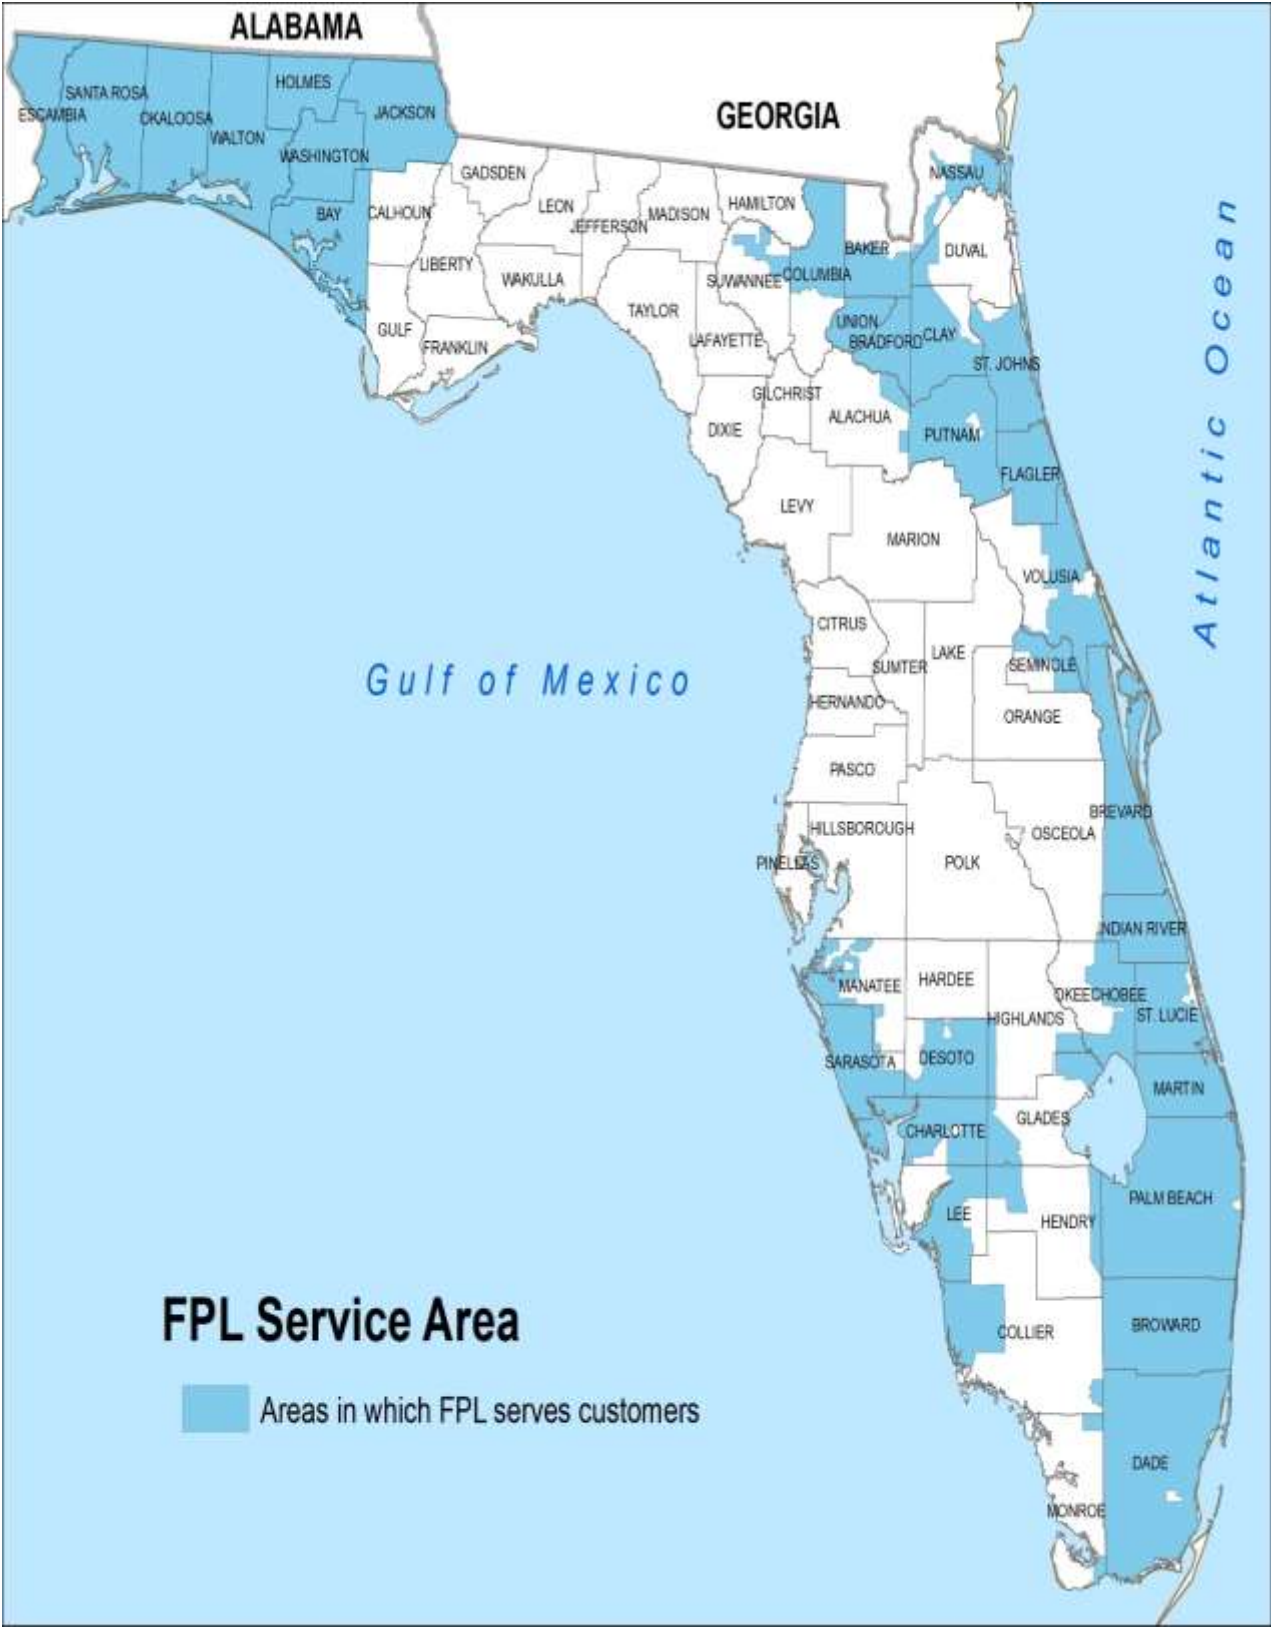 ALABAMA
HOLMES
SANTA ROSA
ESCAMBIA
OKALOOSA
JACKSON
WALTON
WASHINGTON
GEORGIA
GADSDEN
NASSAU
BAY
CALHOUN
LEON
JEFFERSON
MADISON
HAMILTON
BAKER
DUVAL
LIBERTY
WAKULLA
SUWANNEE
COLUMBIA
TAYLOR
GULF
FRANKLIN
LAFAYETTE
UNION
BRADFORD
CLAY
ST. JOHNS
Atlantic Ocean
GILCHRIST
DIXIE
ALACHUA
PUTNAM
FLAGLER
LEVY
MARION
VOLUSIA
CITRUS
Gulf of Mexico
SUMTER
LAKE
SEMINOLE
HERNANDO
ORANGE
PASCO
BREVARD
HILLSBOROUGH
OSCEOLA
PINELLAS
POLK
INDIAN RIVER
MANATEE
HARDEE
OKEECHOBEE
HIGHLANDS
ST. LUCIE
SARASOTA
DESOTO
MARTIN
GLADES
CHARLOTTE
PALM BEACH
LEE
HENDRY
FPL Service Area
COLLIER
BROWARD
Areas in which FPL serves customers
DADE
MONROE